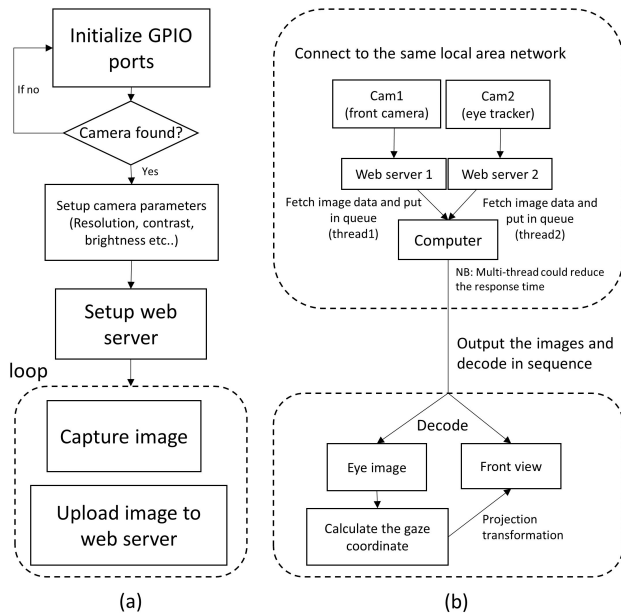 Initialize GPIO
ports
If no
Camera found?
Yes
Setup camera parameters
(Resolution, contrast,
brightness etc..)
Setup web
server
loop
Capture image
Upload image to
web server
(a)
Connect to the same local area network
Cam1
(front camera)
Cam2
(eye tracker)
Web server 1
Web server 2
Fetch image data and put
in queue
(thread1)
Fetch image data and
put in queue
(thread2)
Computer
NB: Multi-thread could reduce
the response time
Output the images and
decode in sequence
Decode
Eye image
Front view
Calculate the gaze
coordinate
Projection
transformation
(b)